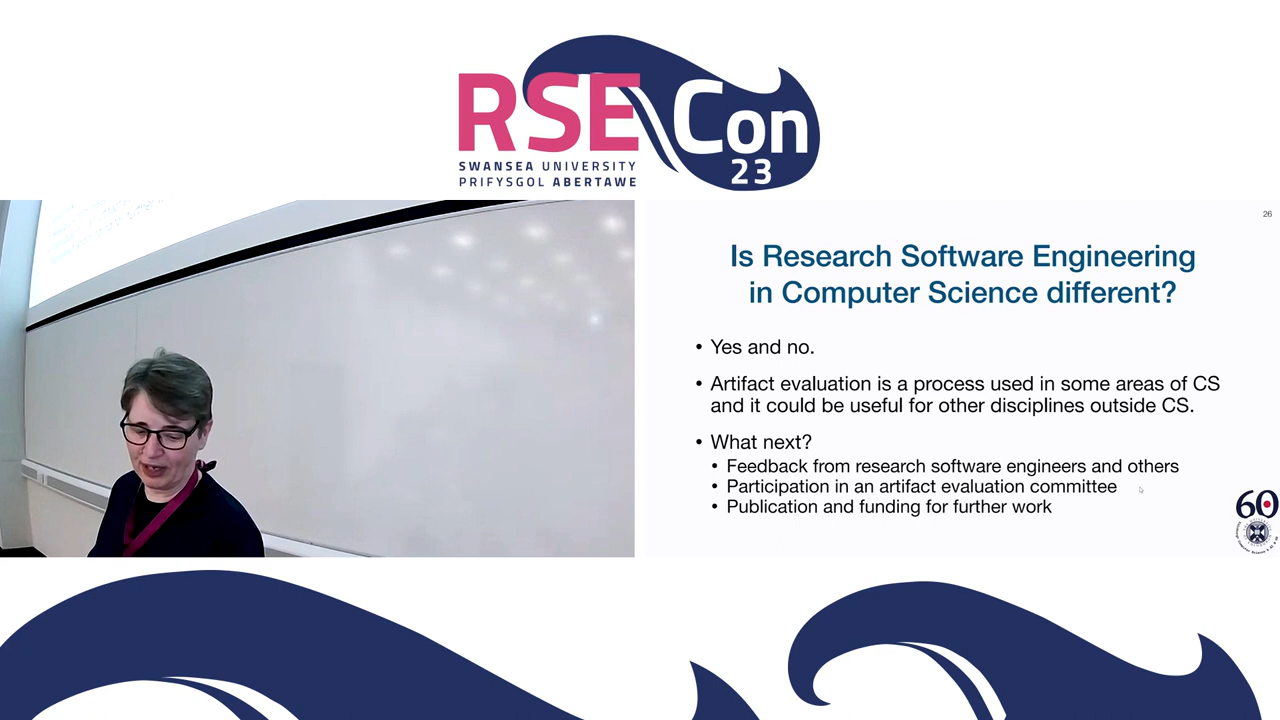 RSE Con
23
SWANSEA UNIVERSITY
PRIFYSGOL ABERTAWE
26
Is Research Software Engineering
in Computer Science different?
• Yes and no.
• Artifact evaluation is a process used in some areas of CS
and it could be useful for other disciplines outside CS.
• What next?
• Feedback from research software engineers and others
• Participation in an artifact evaluation committee
• Publication and funding for further work
60